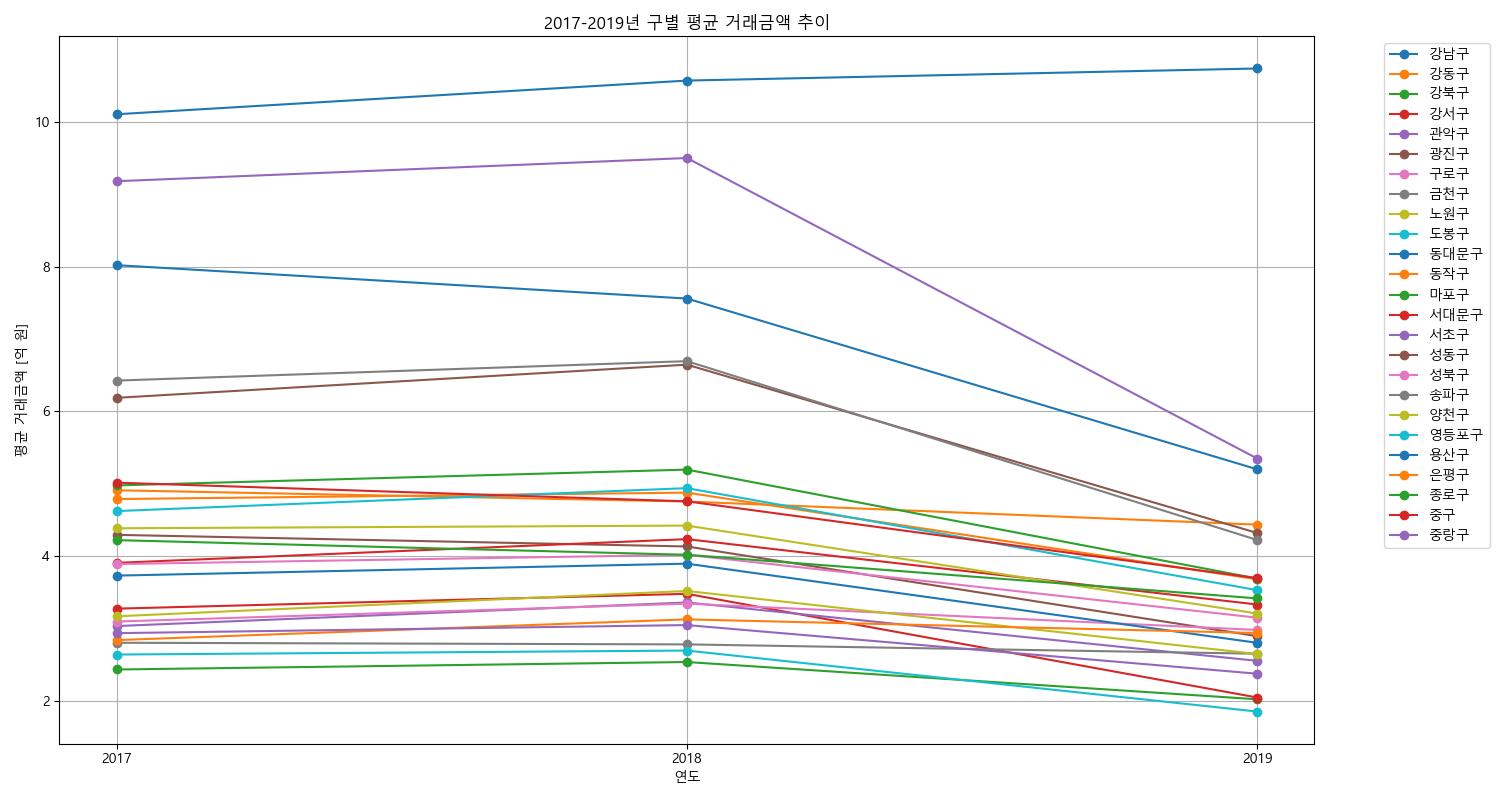 2017-2019년 구별 평균 거래금액 추이
평균 거래금액 [억 원]
10
8
6
4
2
2017
2018
2019
연도
강남구
강동구
강북구
강서구
관악구
광진구
구로구
금천구
노원구
도봉구
동대문구
동작구
마포구
서대문구
서초구
성동구
성북구
송파구
양천구
영등포구
용산구
은평구
종로구
중구
중랑구